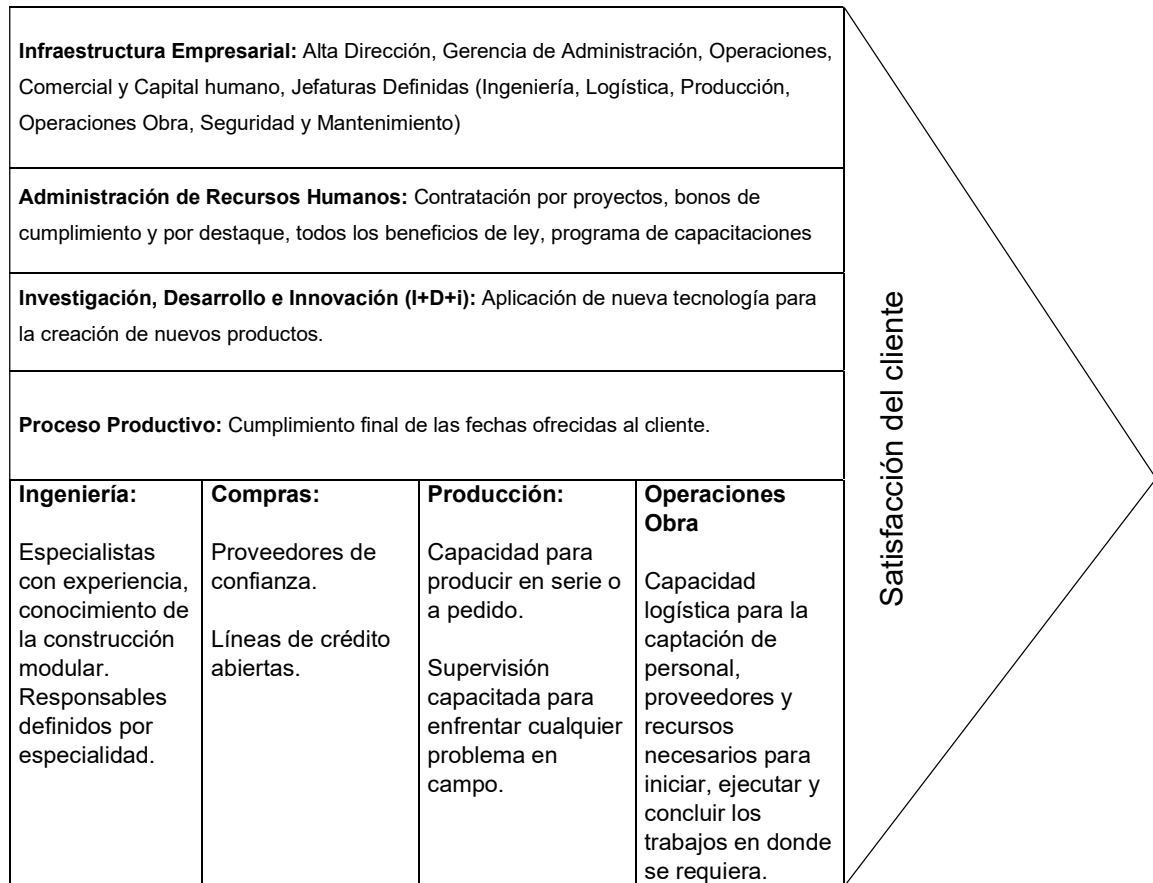 Infraestructura Empresarial: Alta Dirección, Gerencia de Administración, Operaciones,
Comercial y Capital humano, Jefaturas Definidas (Ingeniería, Logística, Producción,
Operaciones Obra, Seguridad y Mantenimiento)
Administración de Recursos Humanos: Contratación por proyectos, bonos de
cumplimiento y por destaque, todos los beneficios de ley, programa de capacitaciones
Investigación, Desarrollo e Innovación (I+D+i): Aplicación de nueva tecnología para
la creación de nuevos productos.
Proceso Productivo: Cumplimiento final de las fechas ofrecidas al cliente.
Ingeniería:
Especialistas
con experiencia,
conocimiento de
la construcción
modular.
Responsables
definidos por
especialidad.
Compras:
Proveedores de
confianza.
Líneas de crédito
abiertas.
Producción:
Capacidad para
producir en serie o
a pedido.
Supervisión
capacitada para
enfrentar cualquier
problema en
campo.
Operaciones
Obra
Capacidad
logística para la
captación de
personal,
proveedores y
recursos
necesarios para
iniciar, ejecutar y
concluir los
trabajos en donde
se requiera.
Satisfacción del cliente